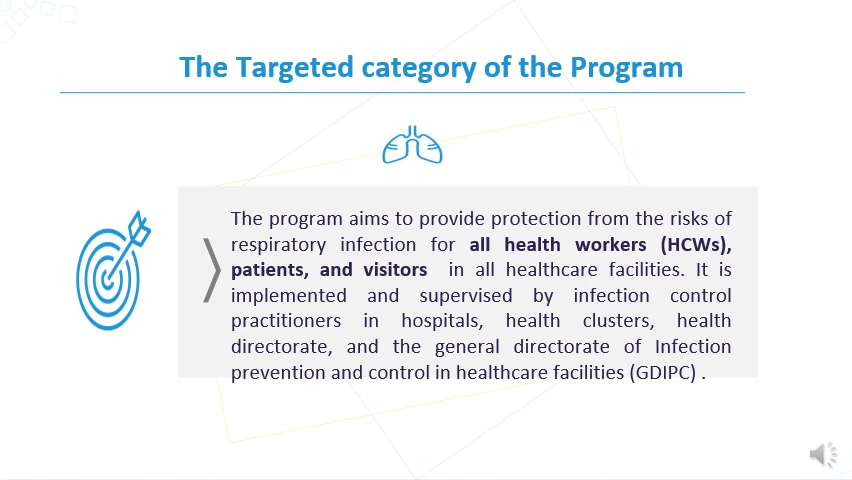 The Targeted category of the Program
The program aims to provide protection from the risks of
respiratory infection for all health workers (HCWs),
patients, and visitors in all healthcare facilities. It is
implemented and supervised by infection control
practitioners in hospitals, health clusters, health
directorate, and the general directorate of Infection
prevention and control in healthcare facilities (GDIPC) .